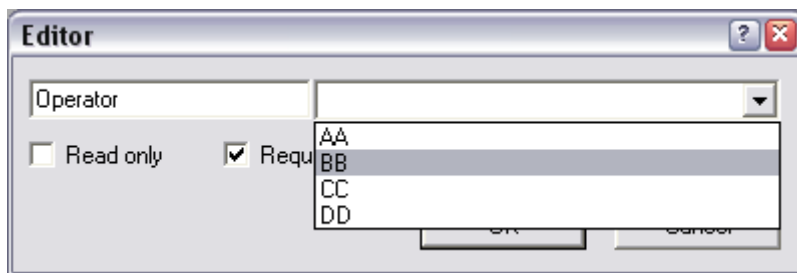 Editor
Operator
AA
Read only
Requ
BB
CC
DD